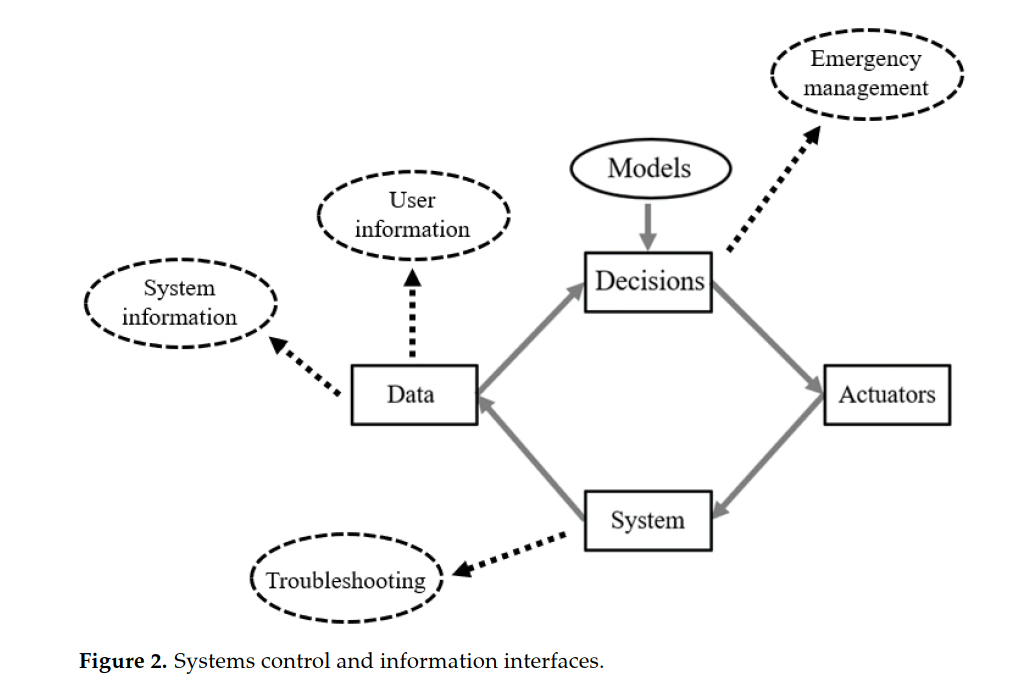 Emergency
management
Models
User
information
Decisions
System
information
Data
Actuators
System
Troubleshooting
Figure 2. Systems control and information interfaces.